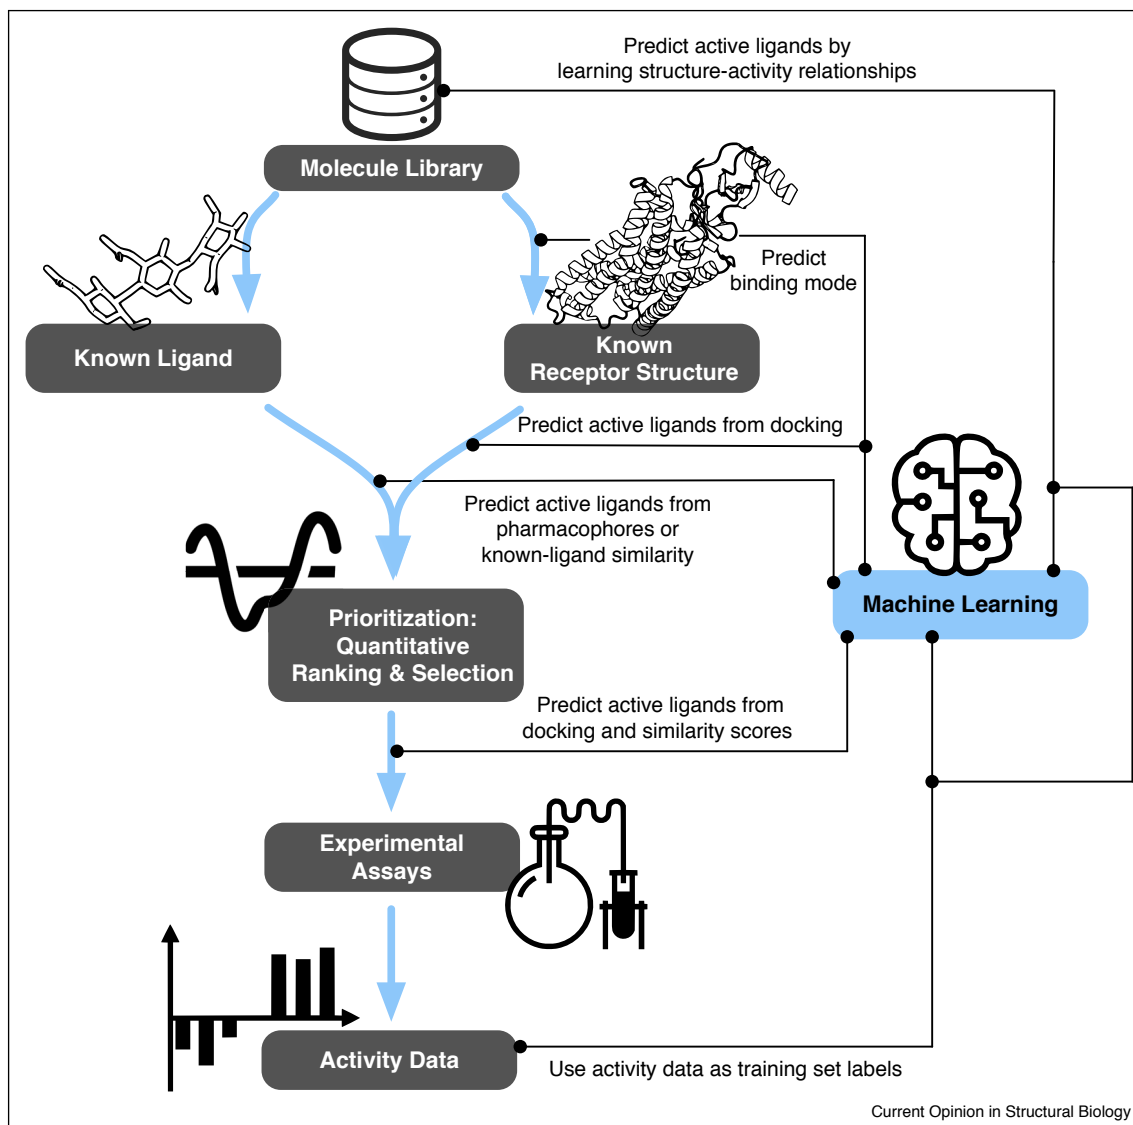 Predict active ligands by
learning structure-activity relationships
Molecule Library
Predict
binding mode
Known Ligand
Known
Receptor Structure
Predict active ligands from docking
Predict active ligands from
pharmacophores or
known-ligand similarity
Machine Learning
Prioritization:
Quantitative
Ranking & Selection
Predict active ligands from
docking and similarity scores
Experimental
Assays
Activity Data
Use activity data as training set labels
Current Opinion in Structural Biology